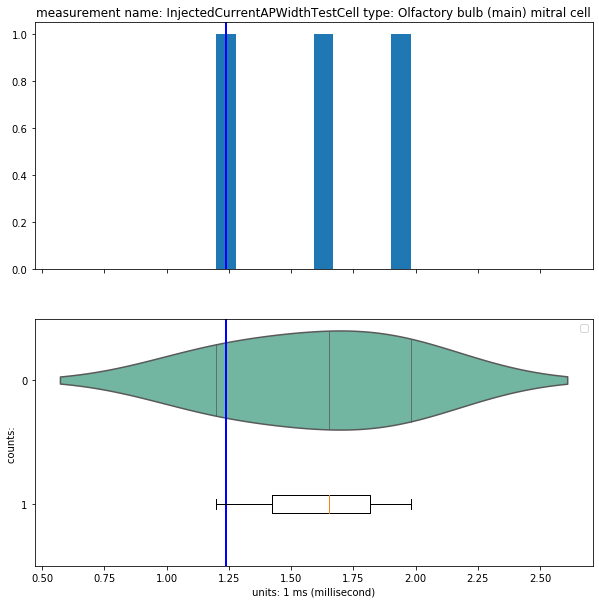 measurement name: InjectedCurrentAPWidthTestCell type: Olfactory bulb (main) mitral cell
1.0
0.8
0.6
0.4
0.2
0.0
0
counts:
1
0.50 0.75 1.00 1.25 1.50 1.75 2.00 2.25 2.50
units: 1 ms (millisecond)